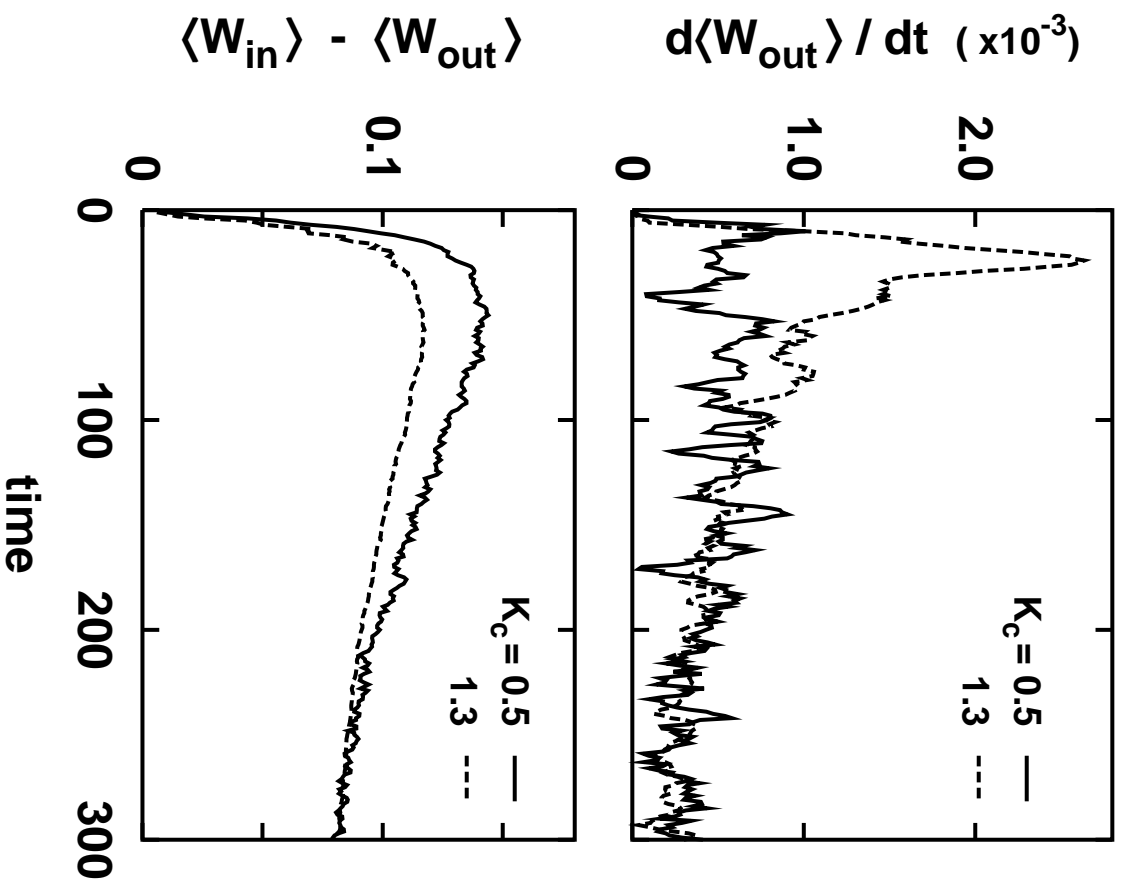 d⟨W_out⟩ / dt ( x10^-3)
2.0
1.0
0
K_c = 0.5
1.3
⟨W_in⟩ - ⟨W_out⟩
0.1
0
K_c = 0.5
1.3
0 100 200 300
time